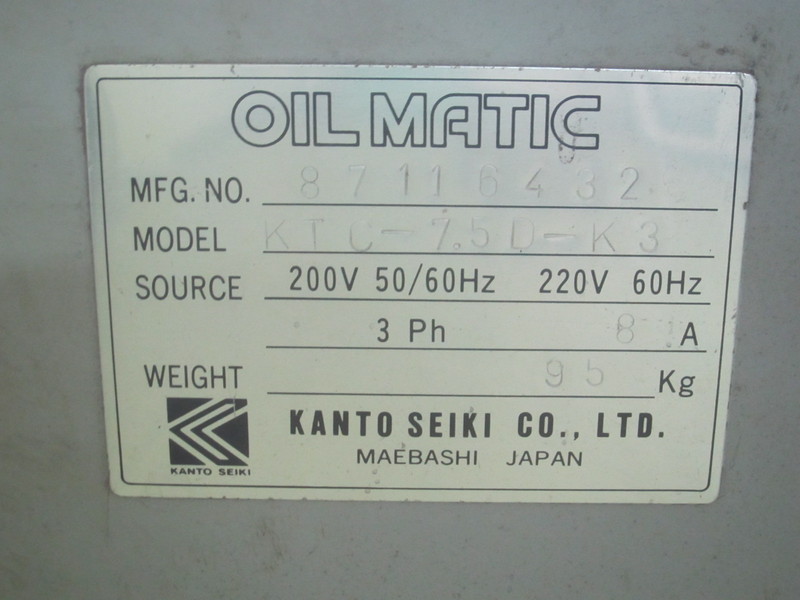 OIL MATIC
MFG. NO. 87116432
MODEL KTC-7.5D-K3
SOURCE 200V 50/60Hz 220V 60Hz
3 Ph 8 A
WEIGHT 95 Kg
KANTO SEIKI CO., LTD.
MAEBASHI JAPAN
KANTO SEIKI